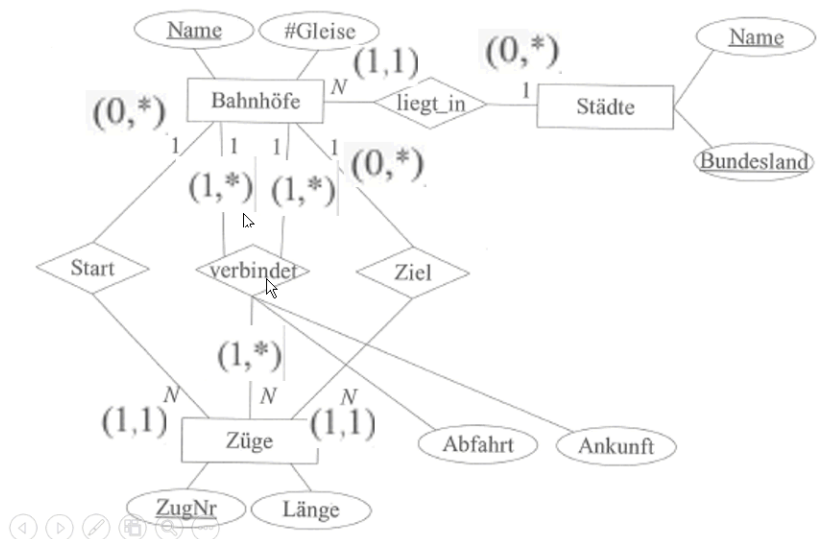 Name #Gleise Name
(1,1) (0,*)
N 1
Bahnhöfe liegt_in Städte
(0,*)
1 1 1 1
(0,*)
Bundesland
(1,*) (1,*)
Start verbindet Ziel
(1,*)
N N N
(1,1) (1,1)
Züge Abfahrt Ankunft
ZugNr Länge